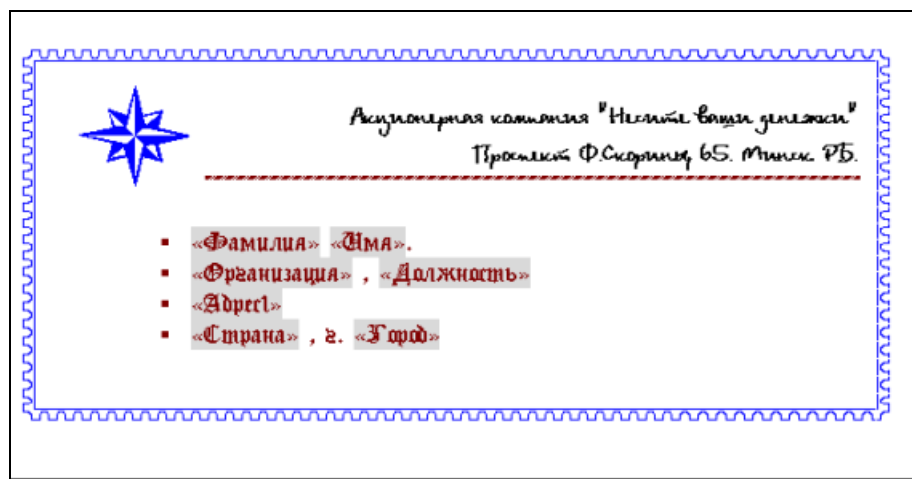 Акционерная компания "Несите ваши денежки"
Проспект Ф.Скорины, 65. Минск РБ.
▪ «Фамилия» «Имя».
▪ «Организация» , «Должность»
▪ «Адрес1»
▪ «Страна» , г. «Город»